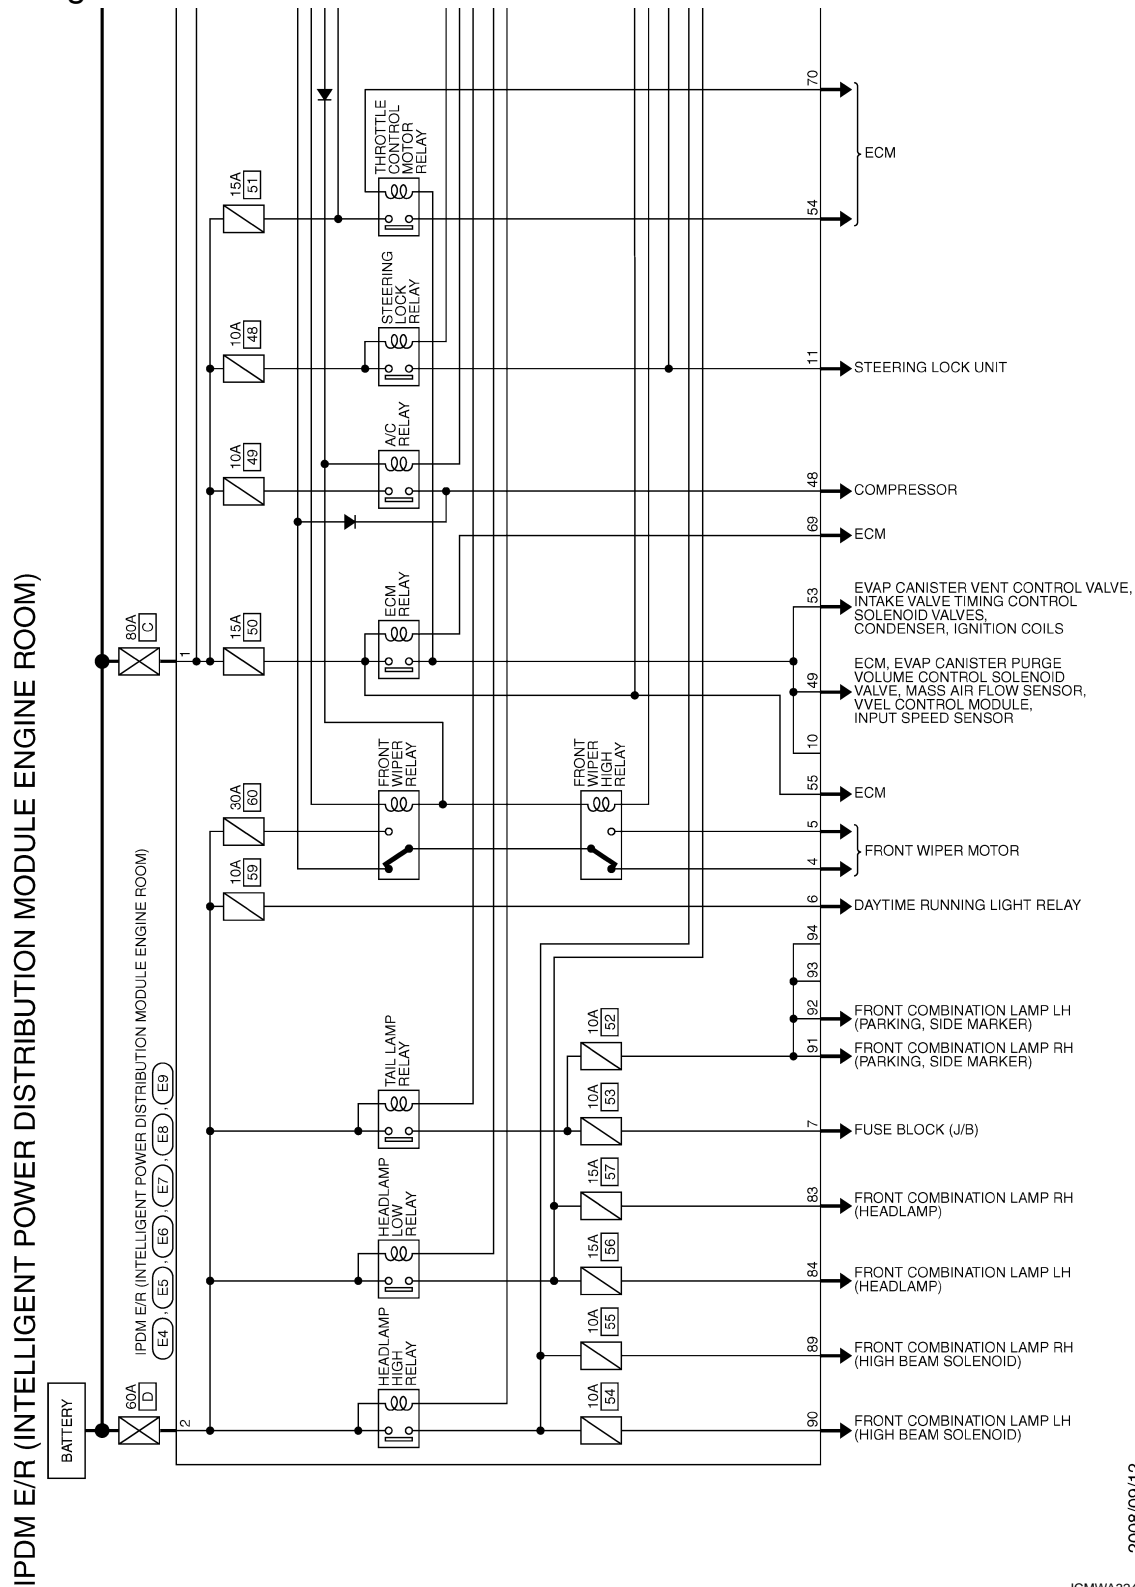 IPDM E/R (INTELLIGENT POWER DISTRIBUTION MODULE ENGINE ROOM)
BATTERY
60A
D
80A
C
2
1
IPDM E/R (INTELLIGENT POWER DISTRIBUTION MODULE ENGINE ROOM)
E4 , E5 , E6 , E7 , E8 , E9
10A
59
30A
60
15A
50
10A
49
10A
48
15A
51
HEADLAMP
HIGH
RELAY
HEADLAMP
LOW
RELAY
TAIL LAMP
RELAY
FRONT
WIPER
RELAY
ECM
RELAY
A/C
RELAY
STEERING
LOCK
RELAY
THROTTLE
CONTROL
MOTOR
RELAY
10A
54
10A
55
15A
56
15A
57
10A
53
10A
52
FRONT
WIPER
HIGH
RELAY
70
54
ECM
11
STEERING LOCK UNIT
48
COMPRESSOR
69
ECM
53
EVAP CANISTER VENT CONTROL VALVE,
INTAKE VALVE TIMING CONTROL
SOLENOID VALVES,
CONDENSER, IGNITION COILS
49
ECM, EVAP CANISTER PURGE
VOLUME CONTROL SOLENOID
VALVE, MASS AIR FLOW SENSOR,
VVEL CONTROL MODULE,
INPUT SPEED SENSOR
10
55
ECM
5
4
FRONT WIPER MOTOR
6
DAYTIME RUNNING LIGHT RELAY
94
93
92
FRONT COMBINATION LAMP LH
(PARKING, SIDE MARKER)
91
FRONT COMBINATION LAMP RH
(PARKING, SIDE MARKER)
7
FUSE BLOCK (J/B)
83
FRONT COMBINATION LAMP RH
(HEADLAMP)
84
FRONT COMBINATION LAMP LH
(HEADLAMP)
89
FRONT COMBINATION LAMP RH
(HIGH BEAM SOLENOID)
90
FRONT COMBINATION LAMP LH
(HIGH BEAM SOLENOID)
2008/09/12